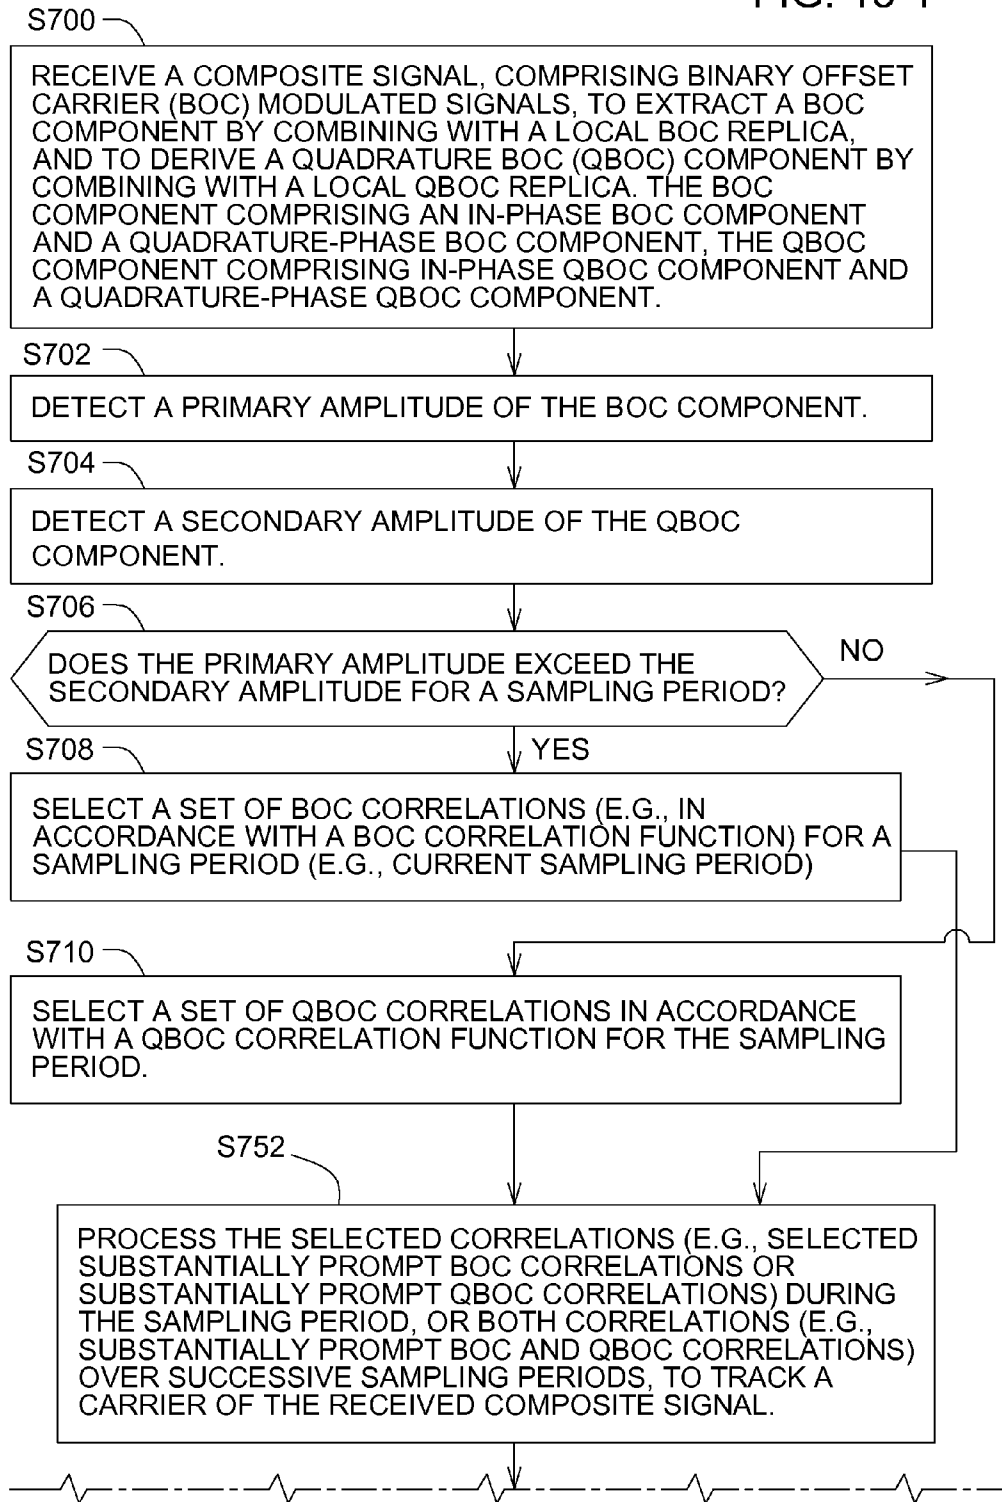 S700
RECEIVE A COMPOSITE SIGNAL, COMPRISING BINARY OFFSET
CARRIER (BOC) MODULATED SIGNALS, TO EXTRACT A BOC
COMPONENT BY COMBINING WITH A LOCAL BOC REPLICA,
AND TO DERIVE A QUADRATURE BOC (QBOC) COMPONENT BY
COMBINING WITH A LOCAL QBOC REPLICA. THE BOC
COMPONENT COMPRISING AN IN-PHASE BOC COMPONENT
AND A QUADRATURE-PHASE BOC COMPONENT, THE QBOC
COMPONENT COMPRISING IN-PHASE QBOC COMPONENT AND
A QUADRATURE-PHASE QBOC COMPONENT.
S702
DETECT A PRIMARY AMPLITUDE OF THE BOC COMPONENT.
S704
DETECT A SECONDARY AMPLITUDE OF THE QBOC
COMPONENT.
S706
DOES THE PRIMARY AMPLITUDE EXCEED THE
SECONDARY AMPLITUDE FOR A SAMPLING PERIOD?
NO
YES
S708
SELECT A SET OF BOC CORRELATIONS (E.G., IN
ACCORDANCE WITH A BOC CORRELATION FUNCTION) FOR A
SAMPLING PERIOD (E.G., CURRENT SAMPLING PERIOD)
S710
SELECT A SET OF QBOC CORRELATIONS IN ACCORDANCE
WITH A QBOC CORRELATION FUNCTION FOR THE SAMPLING
PERIOD.
S752
PROCESS THE SELECTED CORRELATIONS (E.G., SELECTED
SUBSTANTIALLY PROMPT BOC CORRELATIONS OR
SUBSTANTIALLY PROMPT QBOC CORRELATIONS) DURING
THE SAMPLING PERIOD, OR BOTH CORRELATIONS (E.G.,
SUBSTANTIALLY PROMPT BOC AND QBOC CORRELATIONS)
OVER SUCCESSIVE SAMPLING PERIODS, TO TRACK A
CARRIER OF THE RECEIVED COMPOSITE SIGNAL.